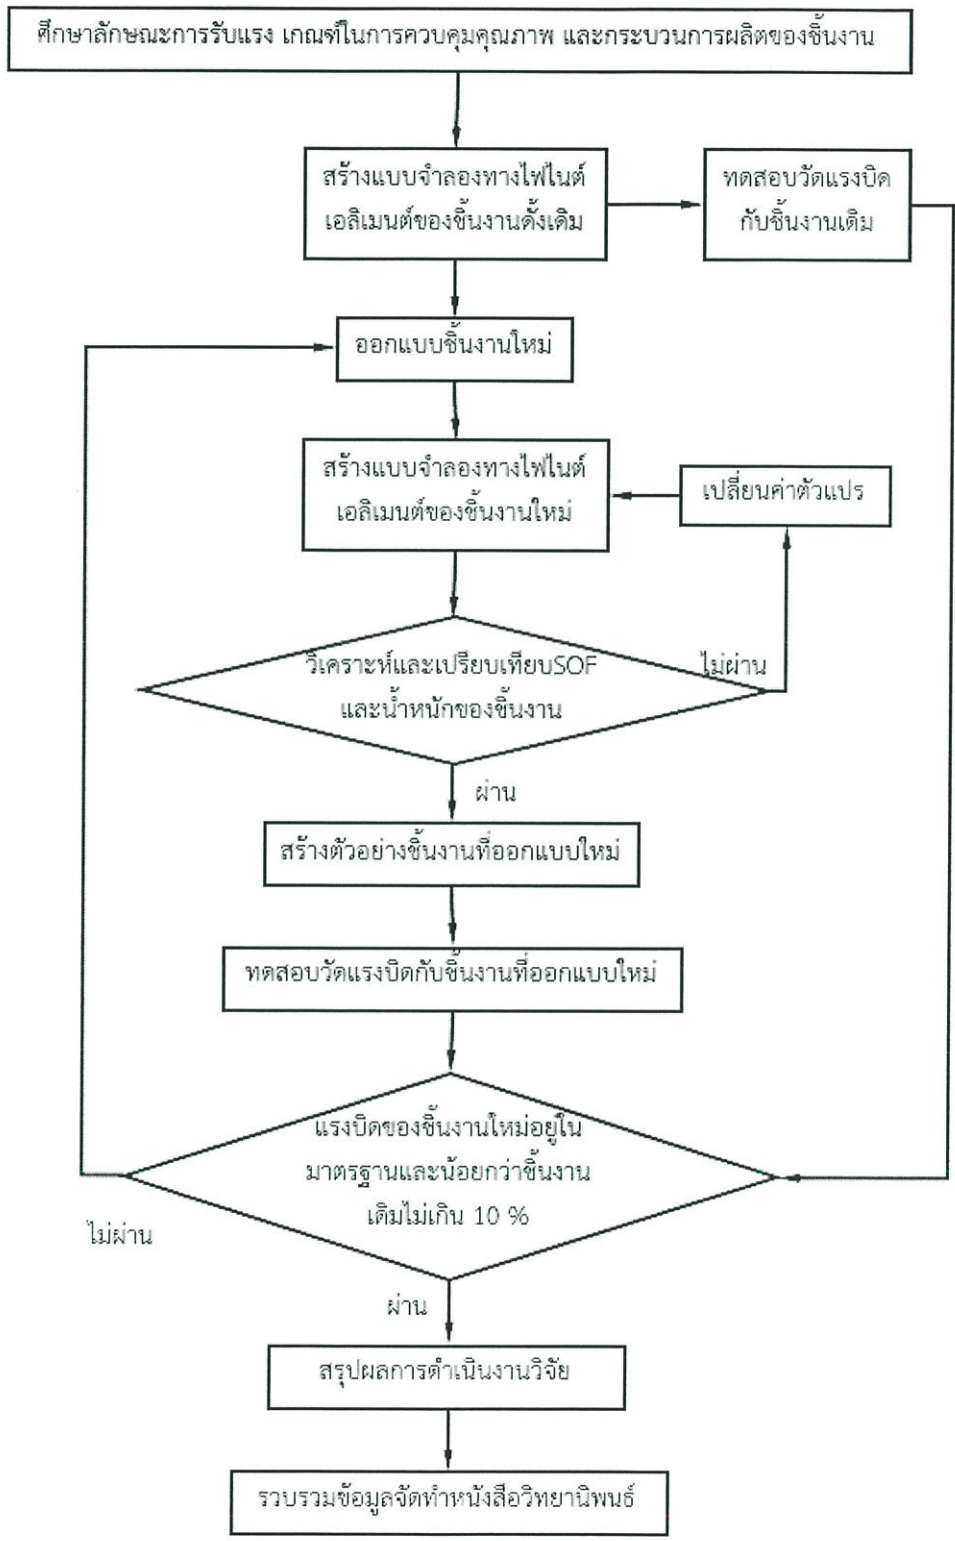 ศึกษาลักษณะการรับแรง เกณฑ์ในการควบคุมคุณภาพ และกระบวนการผลิตของชิ้นงาน
สร้างแบบจำลองทางไฟไนต์
เอลิเมนต์ของชิ้นงานดั้งเดิม
ทดสอบวัดแรงบิด
กับชิ้นงานเดิม
ออกแบบชิ้นงานใหม่
สร้างแบบจำลองทางไฟไนต์
เอลิเมนต์ของชิ้นงานใหม่
เปลี่ยนค่าตัวแปร
วิเคราะห์และเปรียบเทียบSOF
และน้ำหนักของชิ้นงาน
ไม่ผ่าน
ผ่าน
สร้างตัวอย่างชิ้นงานที่ออกแบบใหม่
ทดสอบวัดแรงบิดกับชิ้นงานที่ออกแบบใหม่
แรงบิดของชิ้นงานใหม่อยู่ใน
มาตรฐานและน้อยกว่าชิ้นงาน
เดิมไม่เกิน 10 %
ไม่ผ่าน
ผ่าน
สรุปผลการดำเนินงานวิจัย
รวบรวมข้อมูลจัดทำหนังสือวิทยานิพนธ์